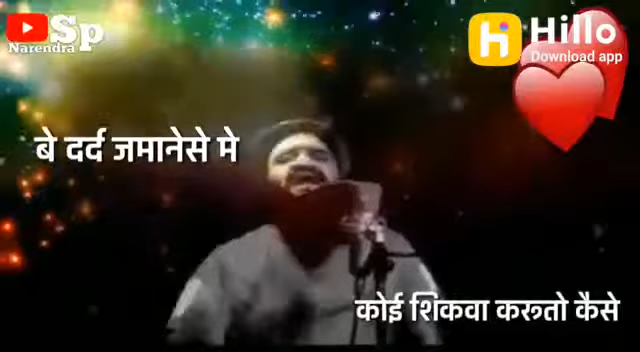 Sp
Narendra
Hillo
Download app
बे दर्द जमानेसे मे
कोई शिकवा करूतो कैसे